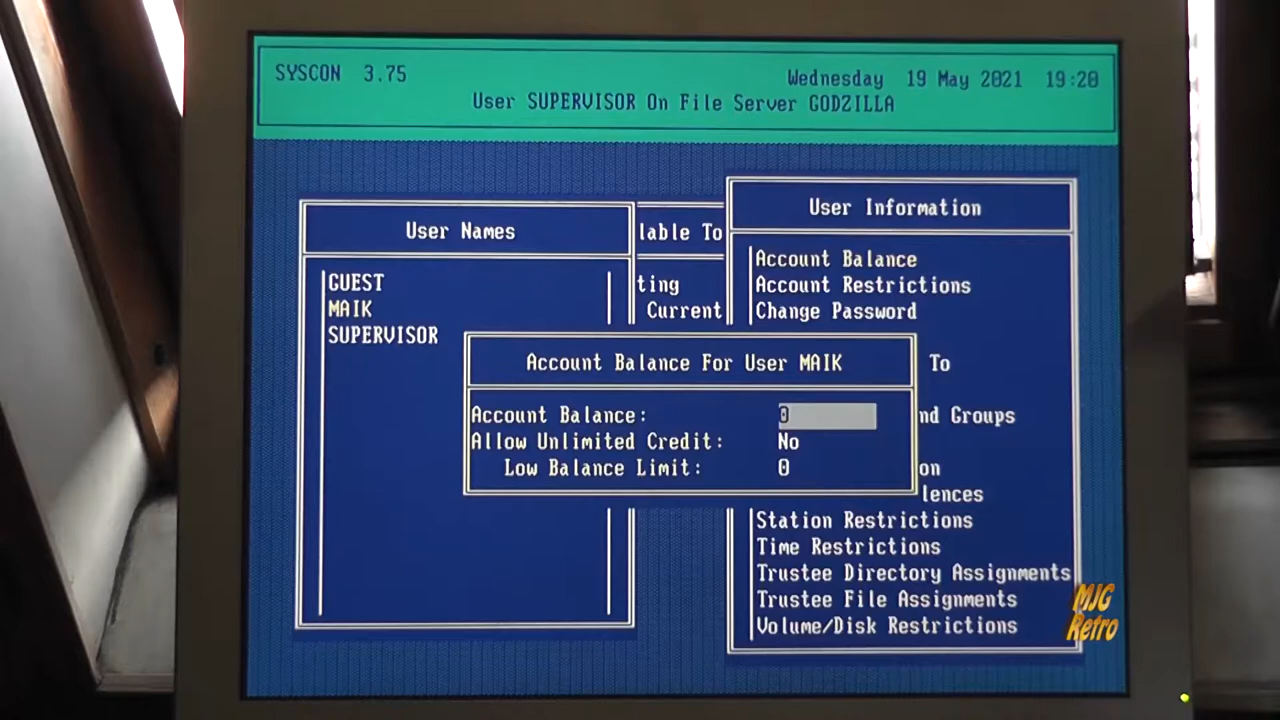 SYSCON 3.75
Wednesday 19 May 2021 19:20
User SUPERVISOR On File Server GODZILLA
User Names
GUEST
MAIK
SUPERVISOR
lable To
ting
Current
User Information
Account Balance
Account Restrictions
Change Password
To
nd Groups
on
lences
Station Restrictions
Time Restrictions
Trustee Directory Assignments
Trustee File Assignments
Volume/Disk Restrictions
Account Balance For User MAIK
Account Balance: 0
Allow Unlimited Credit: No
Low Balance Limit: 0
MJG
Retro